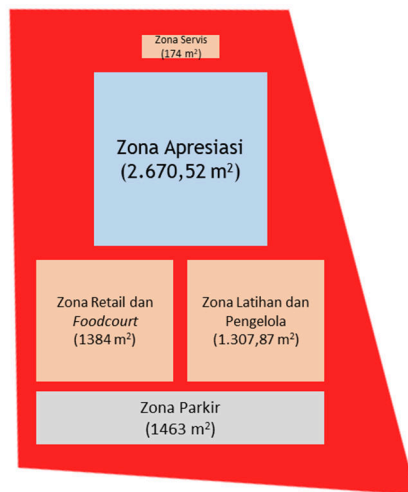 Zona Servis
(174 m²)
Zona Apresiasi
(2.670,52 m²)
Zona Retail dan
Foodcourt
(1384 m²)
Zona Latihan dan
Pengelola
(1.307,87 m²)
Zona Parkir
(1463 m²)